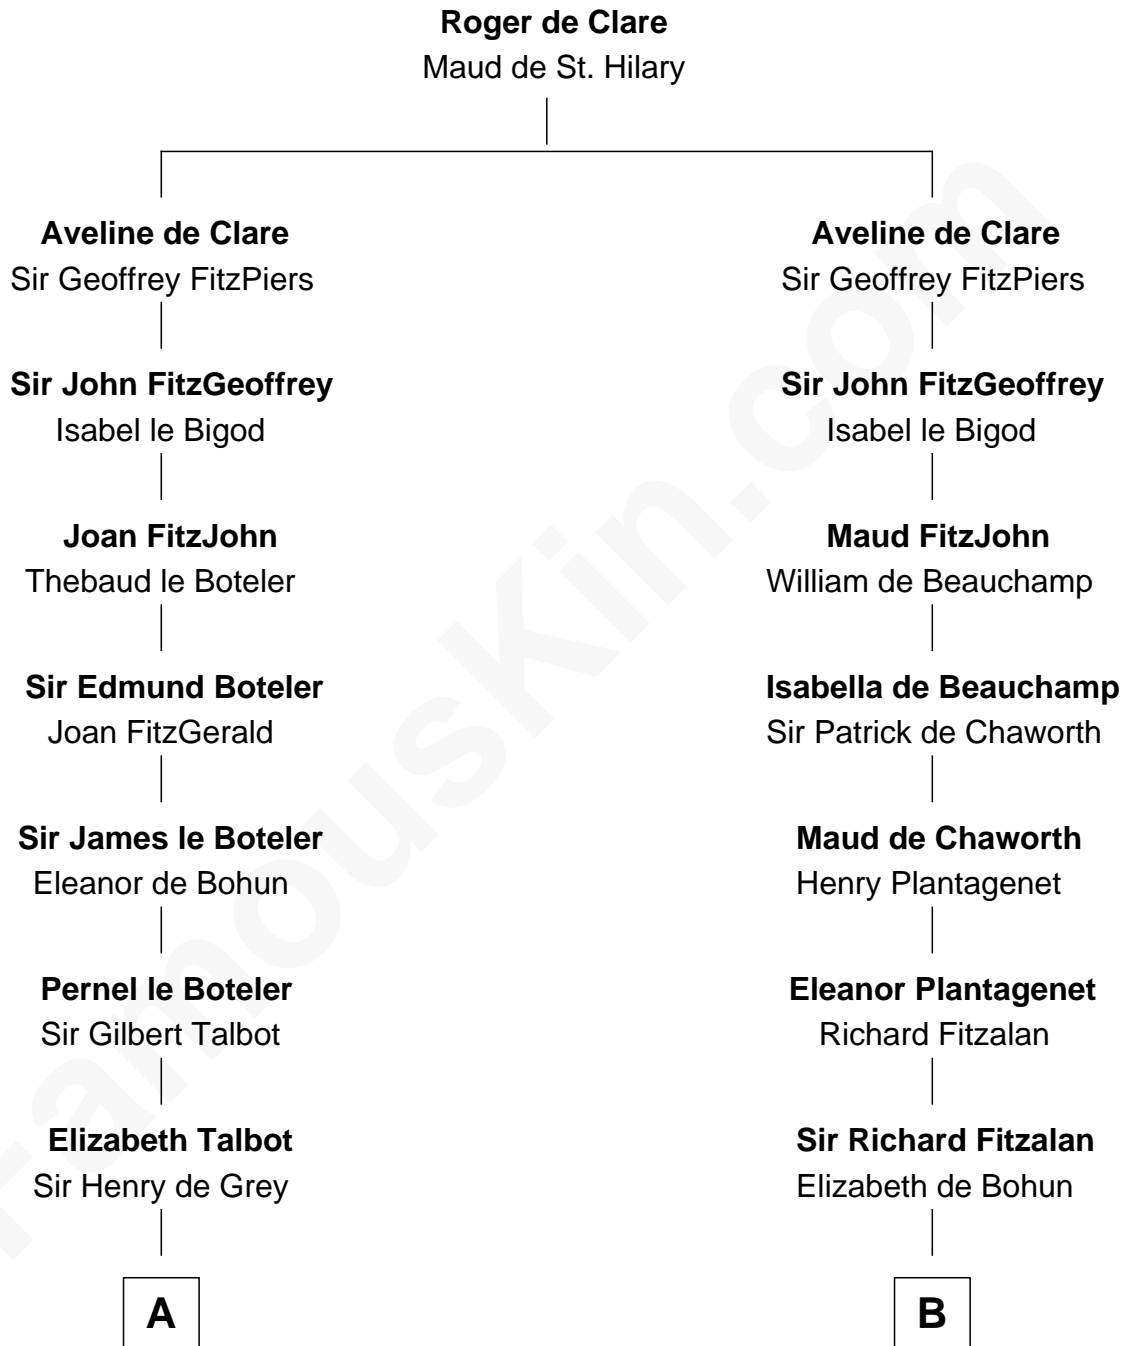 Roger de Clare
Maud de St. Hilary
Aveline de Clare
Sir Geoffrey FitzPiers
Aveline de Clare
Sir Geoffrey FitzPiers
Sir John FitzGeoffrey
Isabel le Bigod
Sir John FitzGeoffrey
Isabel le Bigod
Joan FitzJohn
Thebaud le Boteler
Maud FitzJohn
William de Beauchamp
Sir Edmund Boteler
Joan FitzGerald
Isabella de Beauchamp
Sir Patrick de Chaworth
Sir James le Boteler
Eleanor de Bohun
Maud de Chaworth
Henry Plantagenet
Pernel le Boteler
Sir Gilbert Talbot
Eleanor Plantagenet
Richard Fitzalan
Elizabeth Talbot
Sir Henry de Grey
Sir Richard Fitzalan
Elizabeth de Bohun
A
B
FamousKin.com